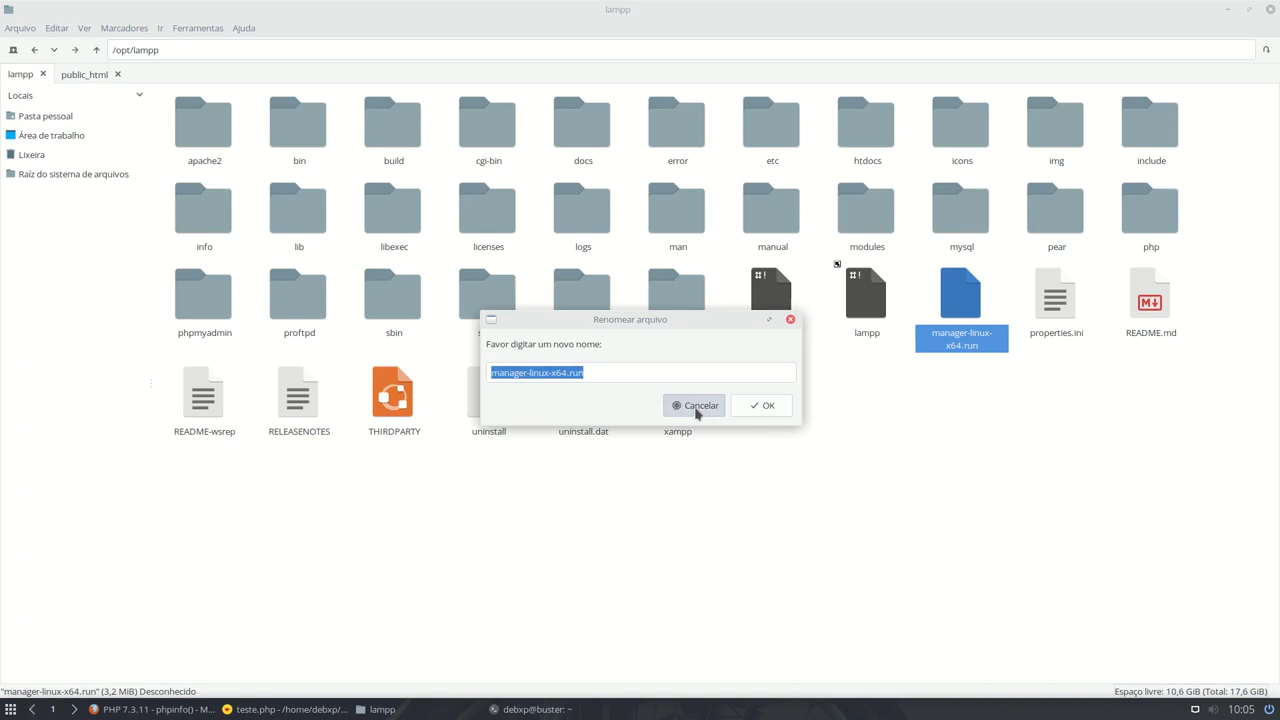 lampp
Arquivo Editar Ver Marcadores Ir Ferramentas Ajuda
/opt/lampp
lampp public_html
Locais
Pasta pessoal
Área de trabalho
Lixeira
Raíz do sistema de arquivos
apache2 bin build cgi-bin docs error etc htdocs icons img include
info lib libexec licenses logs man manual modules mysql pear php
phpmyadmin proftpd sbin lampp manager-linux- properties.ini README.md
x64.run
Renomear arquivo
Favor digitar um novo nome:
manager-linux-x64.run
Cancelar OK
README-wsrep RELEASENOTES THIRDPARTY uninstall uninstall.dat xampp
"manager-linux-x64.run" (3,2 MiB) Desconhecido Espaço livre: 10,6 GiB (Total: 17,6 GiB)
1 PHP 7.3.11 - phpinfo() - M... teste.php - /home/debxp/... lampp debxp@buster: ~ 10:05